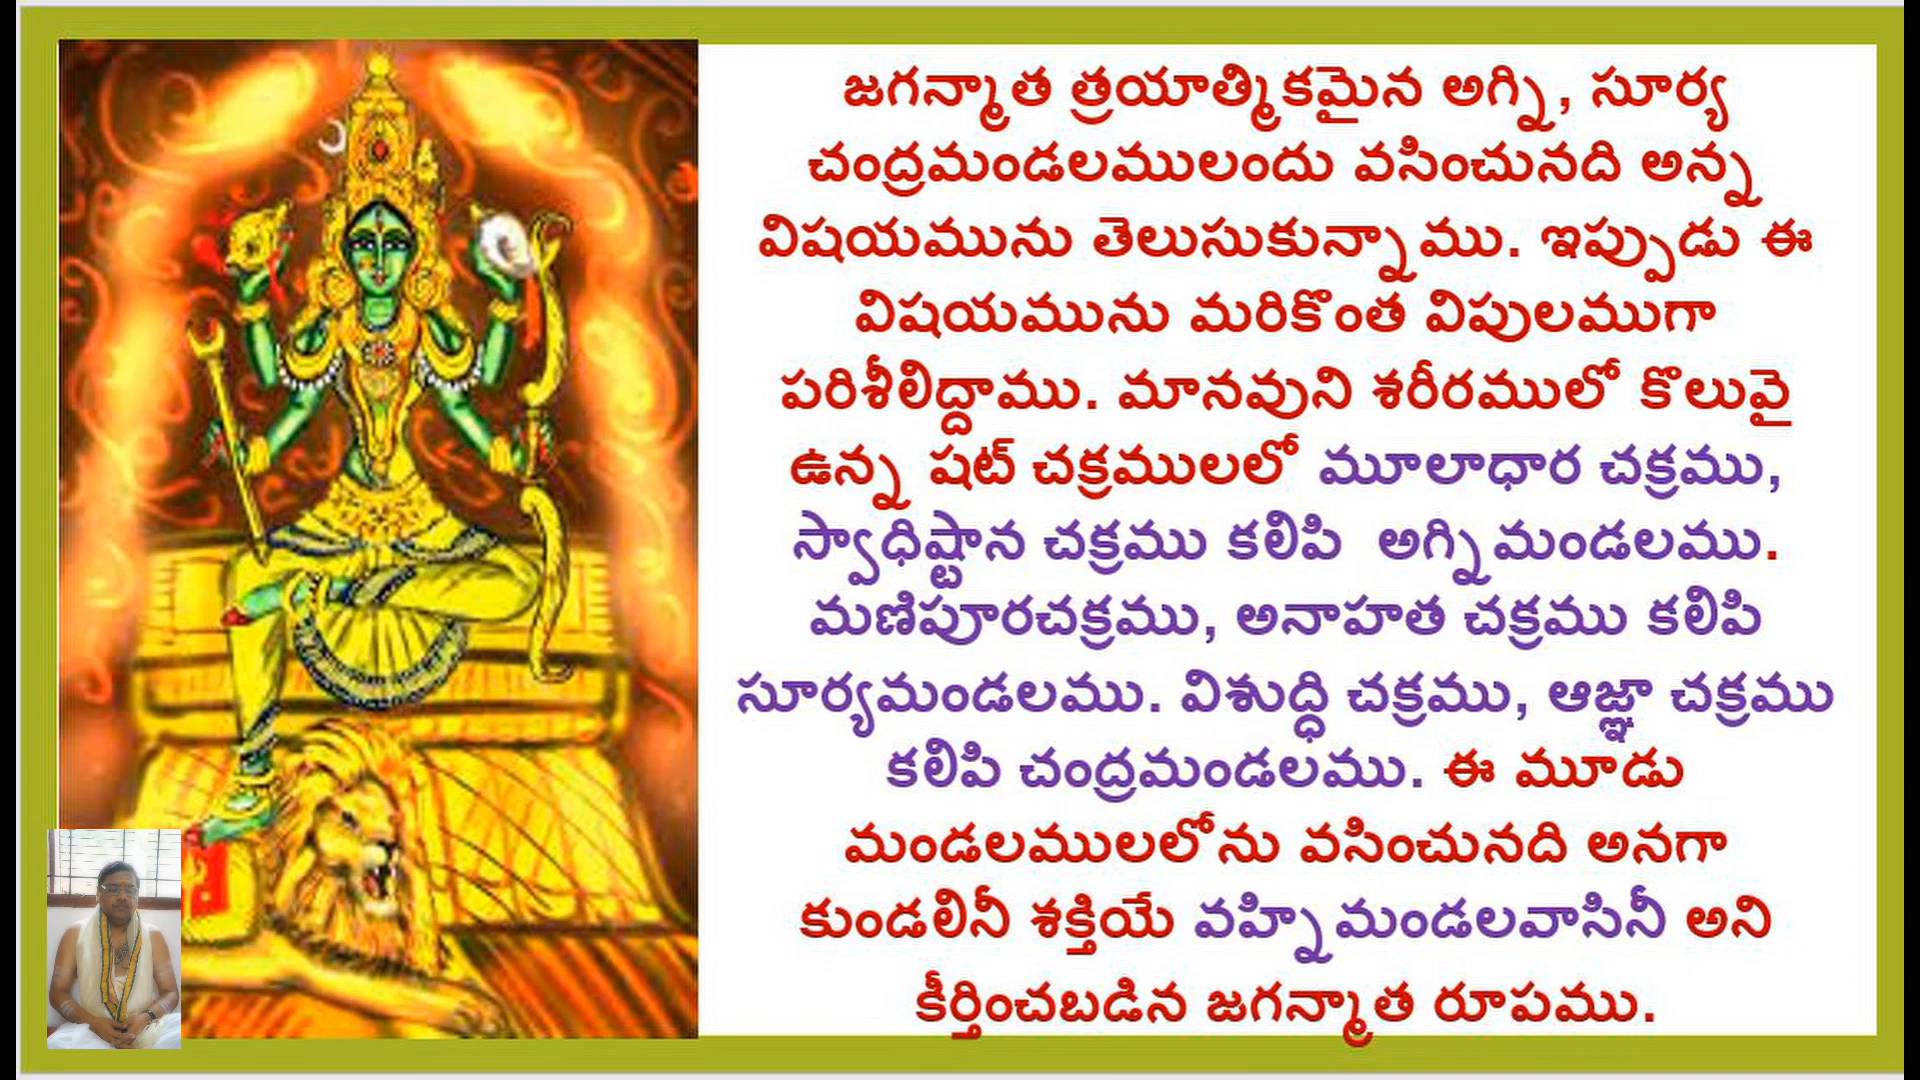 జగన్మాత త్రయాత్మికమైన అగ్ని, సూర్య
చంద్రమండలములందు వసించునది అన్న
విషయమును తెలుసుకున్నాము. ఇప్పుడు ఈ
విషయమును మరికొంత విపులముగా
పరిశీలిద్దాము. మానవుని శరీరములో కొలువై
ఉన్న షట్ చక్రములలో మూలాధార చక్రము,
స్వాధిష్టాన చక్రము కలిపి అగ్నిమండలము.
మణిపూరచక్రము, అనాహత చక్రము కలిపి
సూర్యమండలము. విశుద్ధి చక్రము, ఆజ్ఞా చక్రము
కలిపి చంద్రమండలము. ఈ మూడు
మండలములలోను వసించునది అనగా
కుండలినీ శక్తియే వహ్నిమండలవాసినీ అని
కీర్తించబడిన జగన్మాత రూపము.